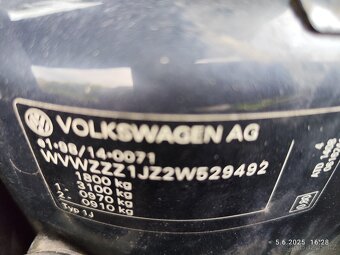 VOLKSWAGEN AG
e1*98/14*0071
WVWZZZ1JZ2W529492
1800 kg
3100 kg
1- 0970 kg
2- 0910 kg
Typ 1J
5.6.2025 16:28